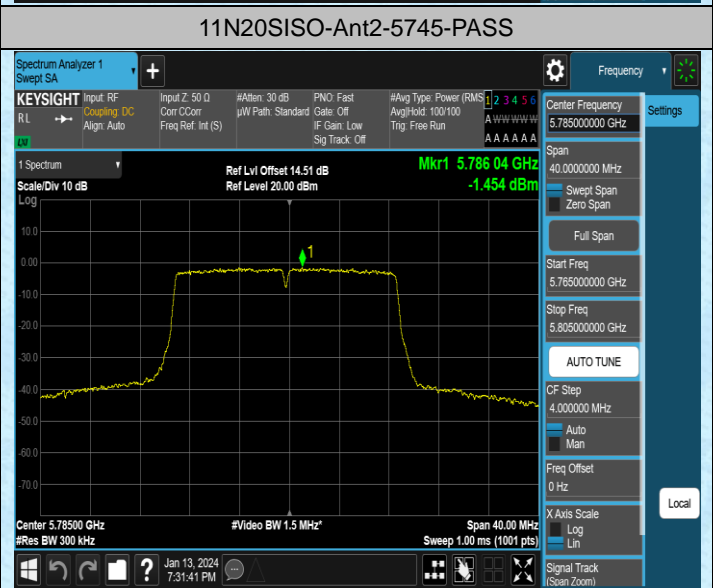 11N20SISO-Ant2-5745-PASS
Spectrum Analyzer 1
Swept SA
+
Frequency
KEYSIGHT
RL
LXI
Input: RF
Coupling: DC
Align: Auto
Input Z: 50 Ω
Corr CCorr
Freq Ref: Int (S)
#Atten: 30 dB
µW Path: Standard
PNO: Fast
Gate: Off
IF Gain: Low
Sig Track: Off
#Avg Type: Power (RMS
Avg|Hold: 100/100
Trig: Free Run
1 2 3 4 5 6
A W W W W W
A A A A A A
Center Frequency
5.785000000 GHz
Settings
Span
40.0000000 MHz
Swept Span
Zero Span
Full Span
Start Freq
5.765000000 GHz
Stop Freq
5.805000000 GHz
AUTO TUNE
CF Step
4.000000 MHz
Auto
Man
Freq Offset
0 Hz
X Axis Scale
Log
Lin
Local
Signal Track
(Span Zoom)
1 Spectrum
Scale/Div 10 dB
Ref Lvl Offset 14.51 dB
Ref Level 20.00 dBm
Mkr1 5.786 04 GHz
-1.454 dBm
Log
10.0
0.00
-10.0
-20.0
-30.0
-40.0
-50.0
-60.0
-70.0
1
Center 5.78500 GHz
#Video BW 1.5 MHz*
Span 40.00 MHz
#Res BW 300 kHz
Sweep 1.00 ms (1001 pts)
?
Jan 13, 2024
7:31:41 PM